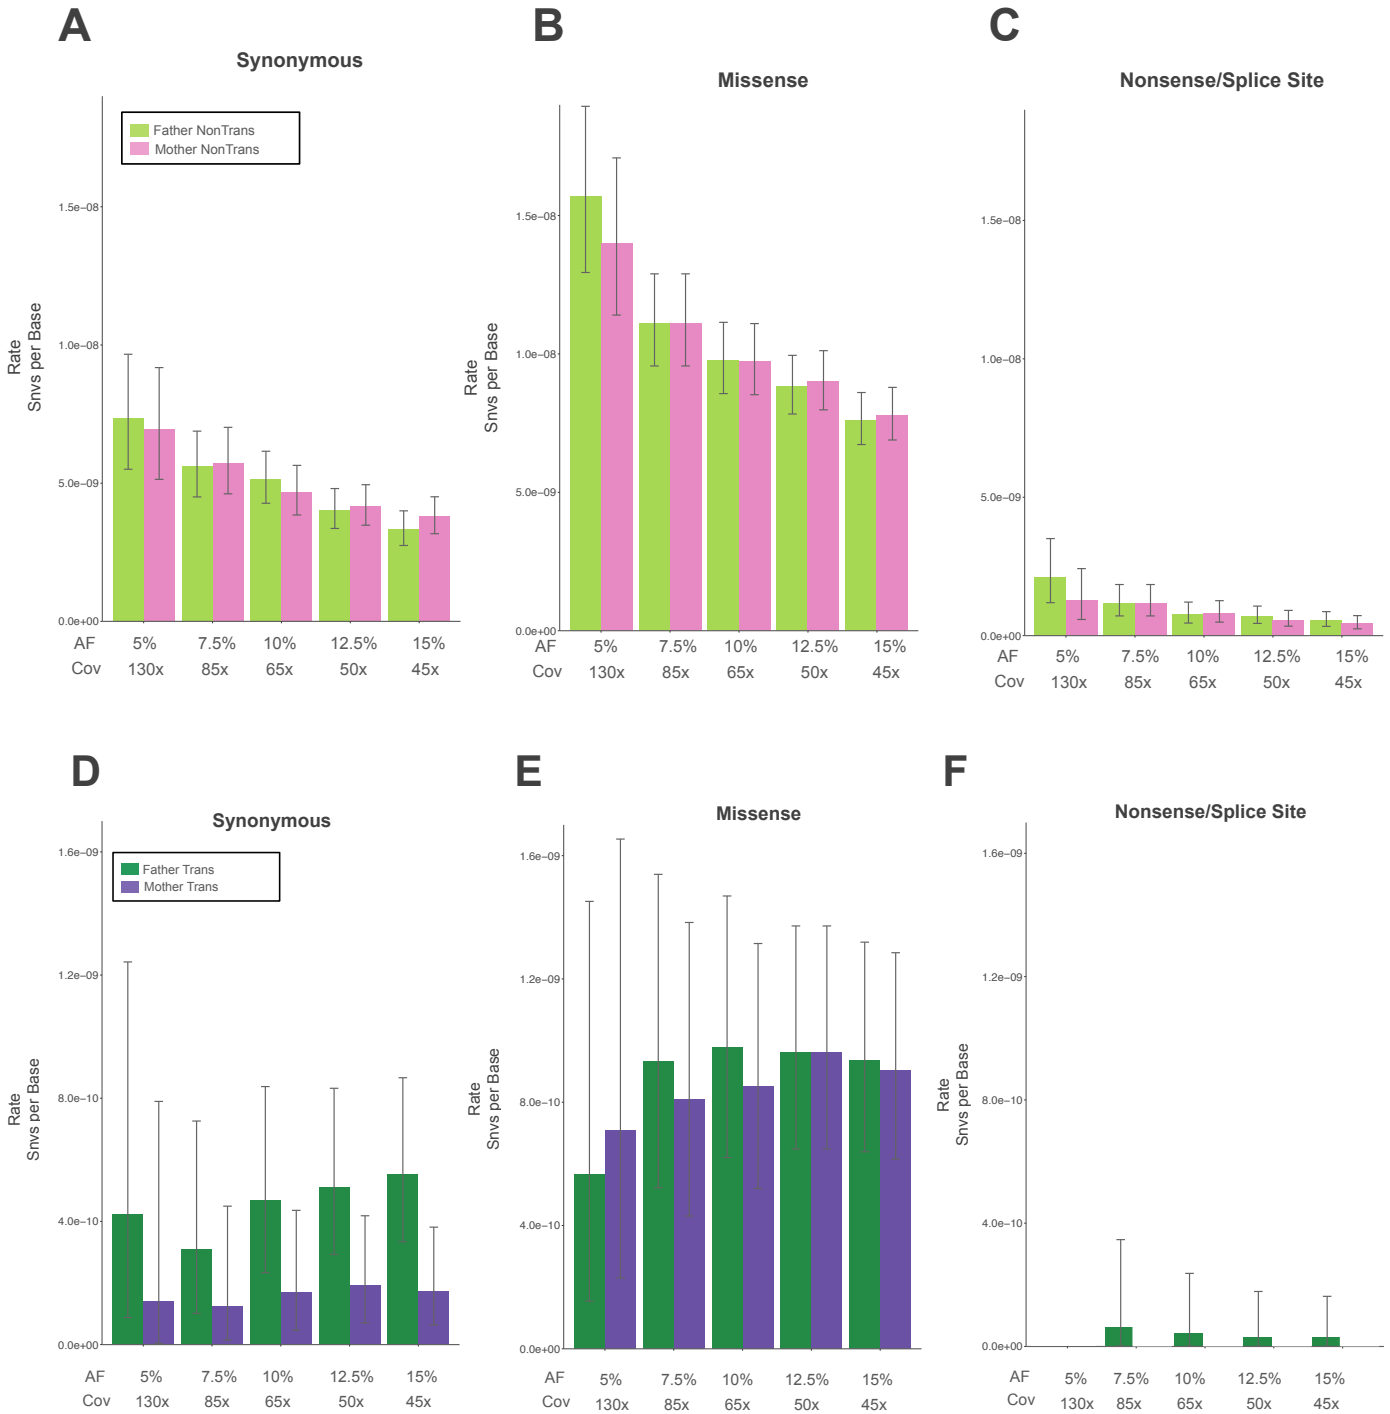 A
Synonymous
Father NonTrans
Mother NonTrans
Rate
Snvs per Base
1.5e−08
1.0e−08
5.0e−09
0.0e+00
AF 5% 7.5% 10% 12.5% 15%
Cov 130x 85x 65x 50x 45x
B
Missense
Rate
Snvs per Base
1.5e−08
1.0e−08
5.0e−09
0.0e+00
AF 5% 7.5% 10% 12.5% 15%
Cov 130x 85x 65x 50x 45x
C
Nonsense/Splice Site
1.5e−08
1.0e−08
5.0e−09
0.0e+00
AF 5% 7.5% 10% 12.5% 15%
Cov 130x 85x 65x 50x 45x
D
Synonymous
Father Trans
Mother Trans
Rate
Snvs per Base
1.6e−09
1.2e−09
8.0e−10
4.0e−10
0.0e+00
AF 5% 7.5% 10% 12.5% 15%
Cov 130x 85x 65x 50x 45x
E
Missense
Rate
Snvs per Base
1.6e−09
1.2e−09
8.0e−10
4.0e−10
0.0e+00
AF 5% 7.5% 10% 12.5% 15%
Cov 130x 85x 65x 50x 45x
F
Nonsense/Splice Site
Rate
Snvs per Base
1.6e−09
1.2e−09
8.0e−10
4.0e−10
0.0e+00
AF 5% 7.5% 10% 12.5% 15%
Cov 130x 85x 65x 50x 45x